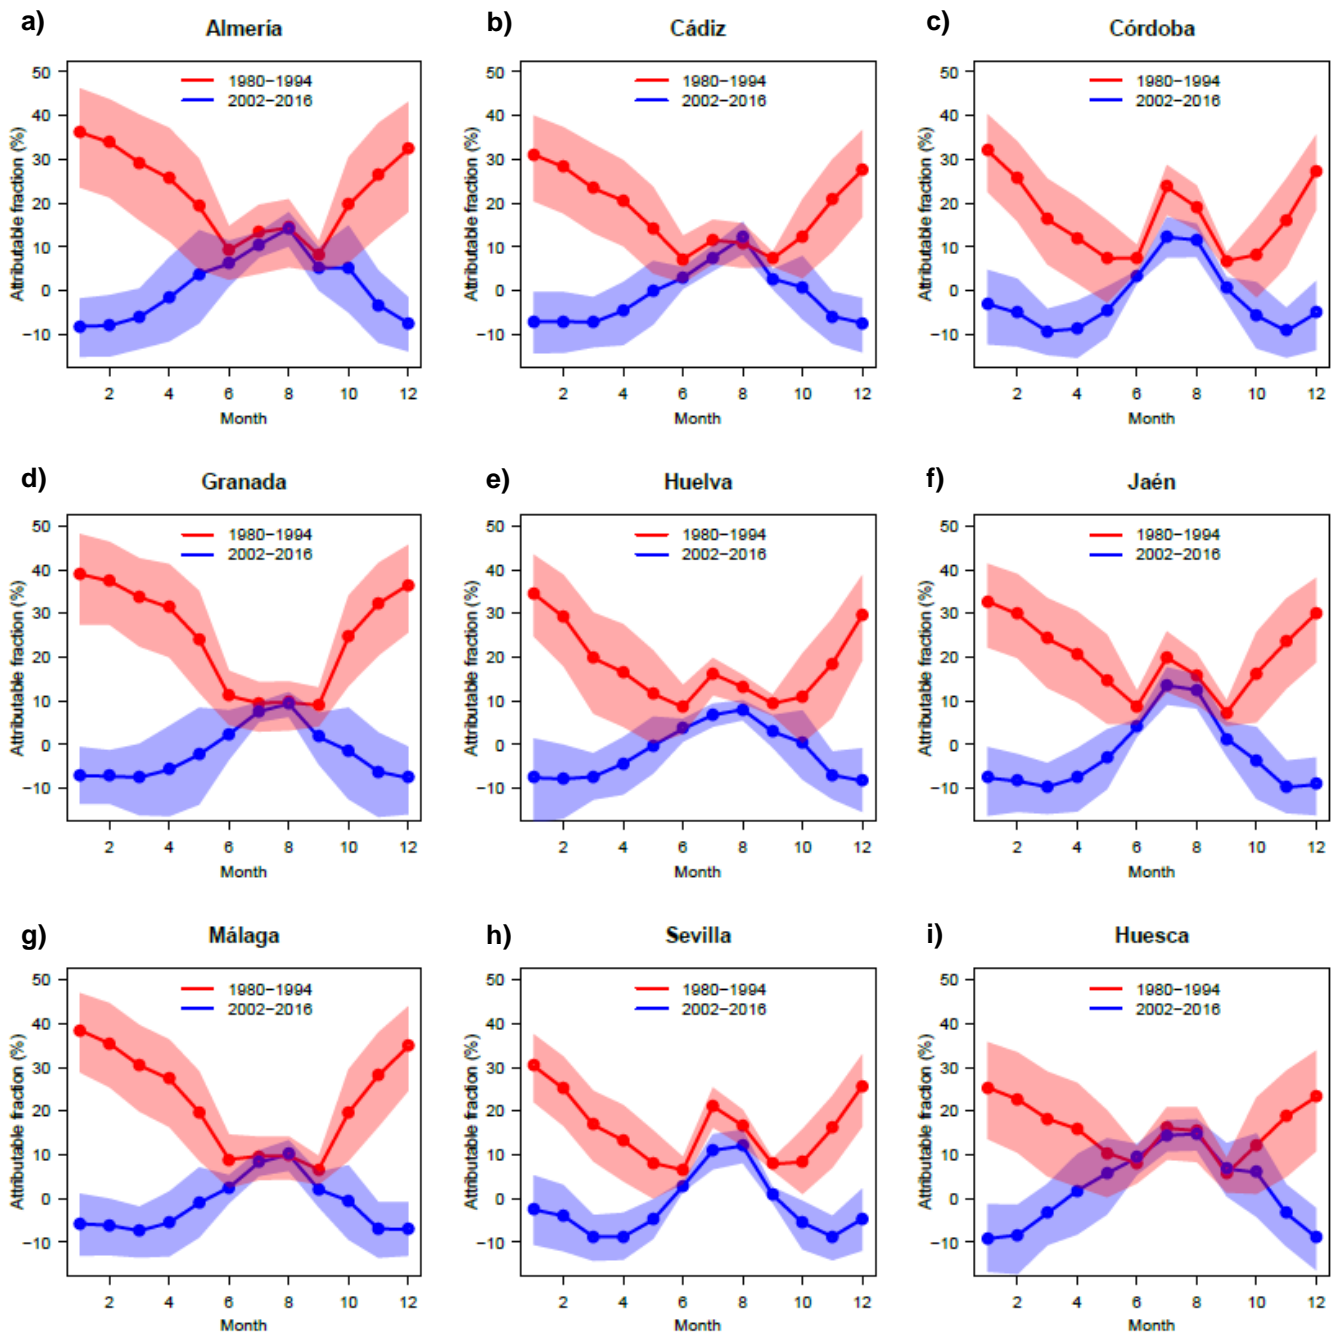 a) Almería
b) Cádiz
c) Córdoba
50
40
30
20
10
0
−10
Attributable fraction (%)
1980−1994
2002−2016
2 4 6 8 10 12
Month
50
40
30
20
10
0
−10
Attributable fraction (%)
1980−1994
2002−2016
2 4 6 8 10 12
Month
50
40
30
20
10
0
−10
Attributable fraction (%)
1980−1994
2002−2016
2 4 6 8 10 12
Month
d) Granada
e) Huelva
f) Jaén
50
40
30
20
10
0
−10
Attributable fraction (%)
1980−1994
2002−2016
2 4 6 8 10 12
Month
50
40
30
20
10
0
−10
Attributable fraction (%)
1980−1994
2002−2016
2 4 6 8 10 12
Month
50
40
30
20
10
0
−10
Attributable fraction (%)
1980−1994
2002−2016
2 4 6 8 10 12
Month
g) Málaga
h) Sevilla
i) Huesca
50
40
30
20
10
0
−10
Attributable fraction (%)
1980−1994
2002−2016
2 4 6 8 10 12
Month
50
40
30
20
10
0
−10
Attributable fraction (%)
1980−1994
2002−2016
2 4 6 8 10 12
Month
50
40
30
20
10
0
−10
Attributable fraction (%)
1980−1994
2002−2016
2 4 6 8 10 12
Month